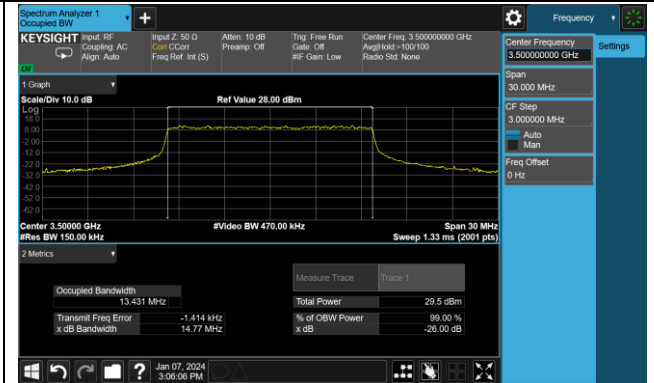 Spectrum Analyzer 1
Occupied BW
+
Frequency
KEYSIGHT
Input: RF
Coupling: AC
Align: Auto
Input Z: 50 Ω
Corr CCorr
Freq Ref: Int (S)
Atten: 10 dB
Preamp: Off
Trig: Free Run
Gate: Off
#IF Gain: Low
Center Freq: 3.500000000 GHz
Avg|Hold:>100/100
Radio Std: None
Center Frequency
3.500000000 GHz
Settings
Span
30.000 MHz
CF Step
3.000000 MHz
Auto
Man
Freq Offset
0 Hz
1 Graph
Scale/Div 10.0 dB
Ref Value 28.00 dBm
Log
18.0
8.00
-2.00
-12.0
-22.0
-32.0
-42.0
-52.0
-62.0
Center 3.50000 GHz
#Video BW 470.00 kHz
Span 30 MHz
#Res BW 150.00 kHz
Sweep 1.33 ms (2001 pts)
2 Metrics
Measure Trace
Trace 1
Occupied Bandwidth
13.431 MHz
Total Power
29.5 dBm
Transmit Freq Error
-1.414 kHz
% of OBW Power
99.00 %
x dB Bandwidth
14.77 MHz
x dB
-26.00 dB
?
Jan 07, 2024
3:06:06 PM